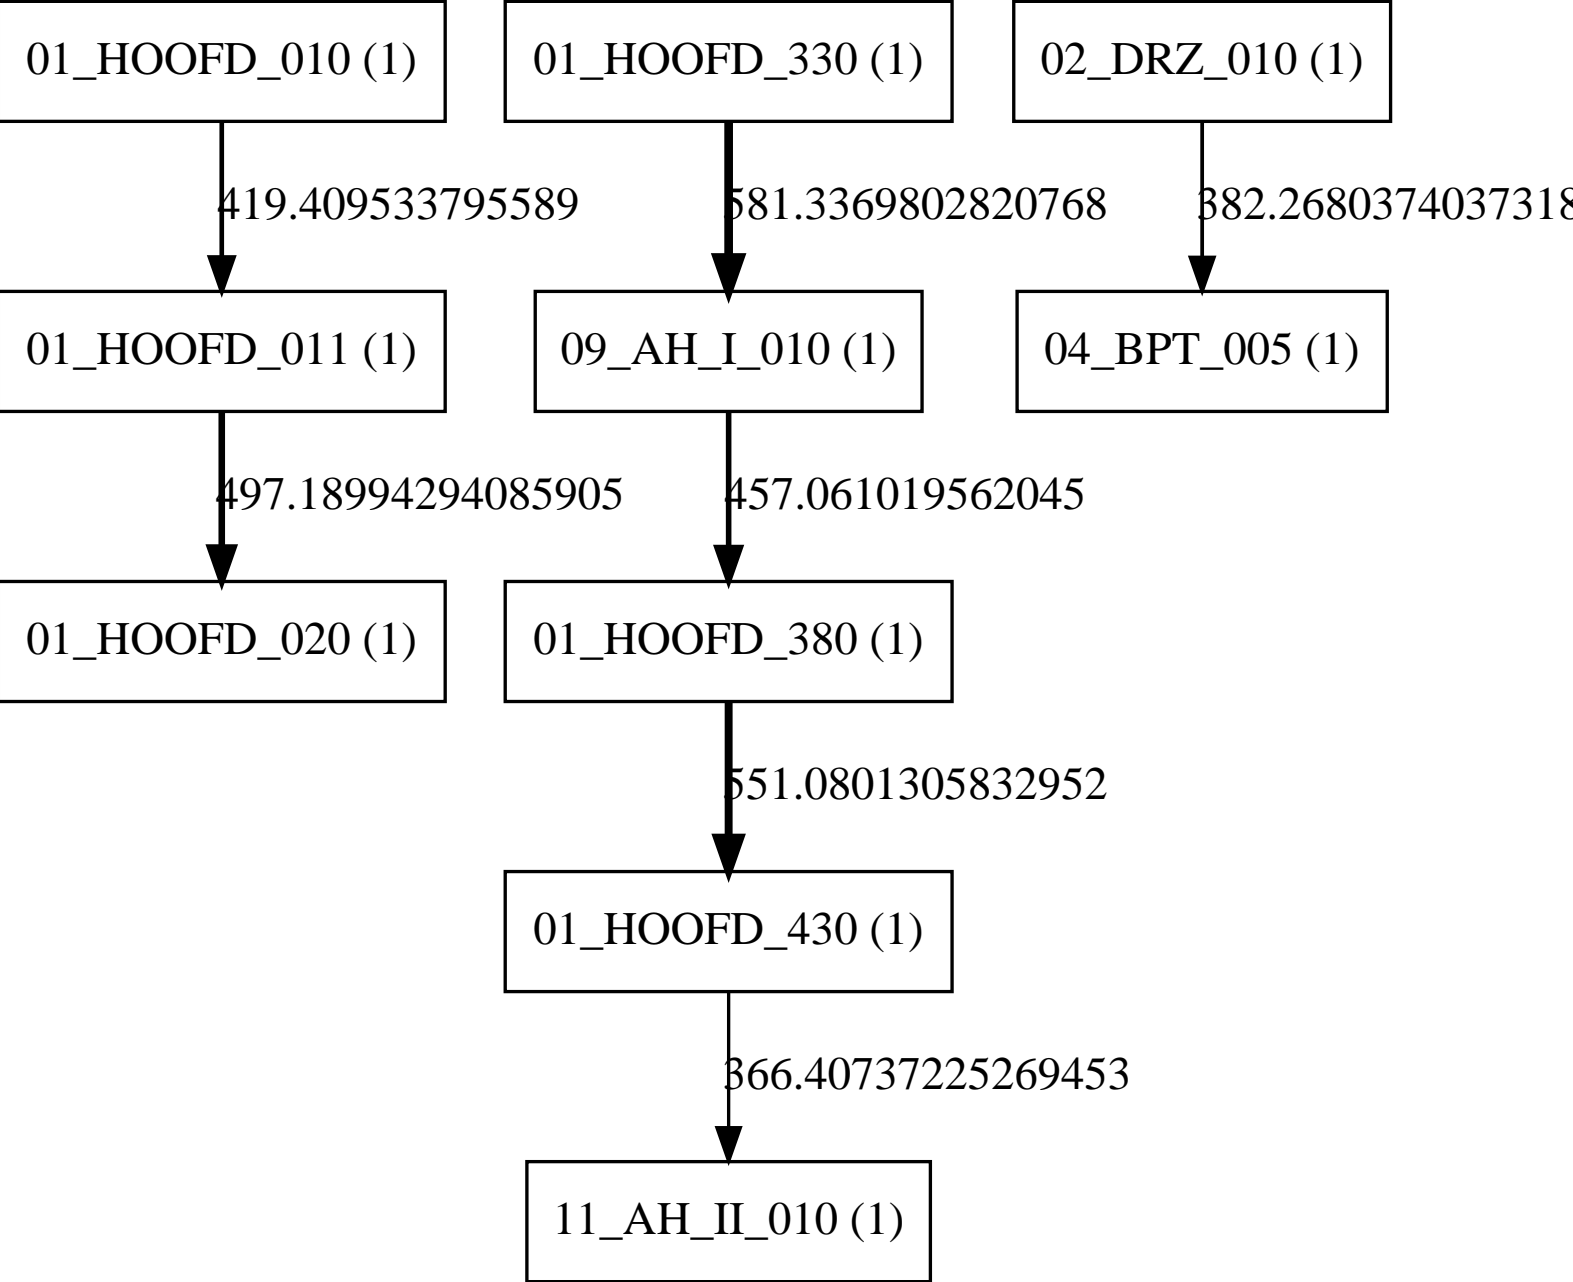 01_HOOFD_010 (1)
01_HOOFD_330 (1)
02_DRZ_010 (1)
419.409533795589
581.3369802820768
382.2680374037318
01_HOOFD_011 (1)
09_AH_I_010 (1)
04_BPT_005 (1)
497.18994294085905
457.061019562045
01_HOOFD_020 (1)
01_HOOFD_380 (1)
551.0801305832952
01_HOOFD_430 (1)
366.40737225269453
11_AH_II_010 (1)